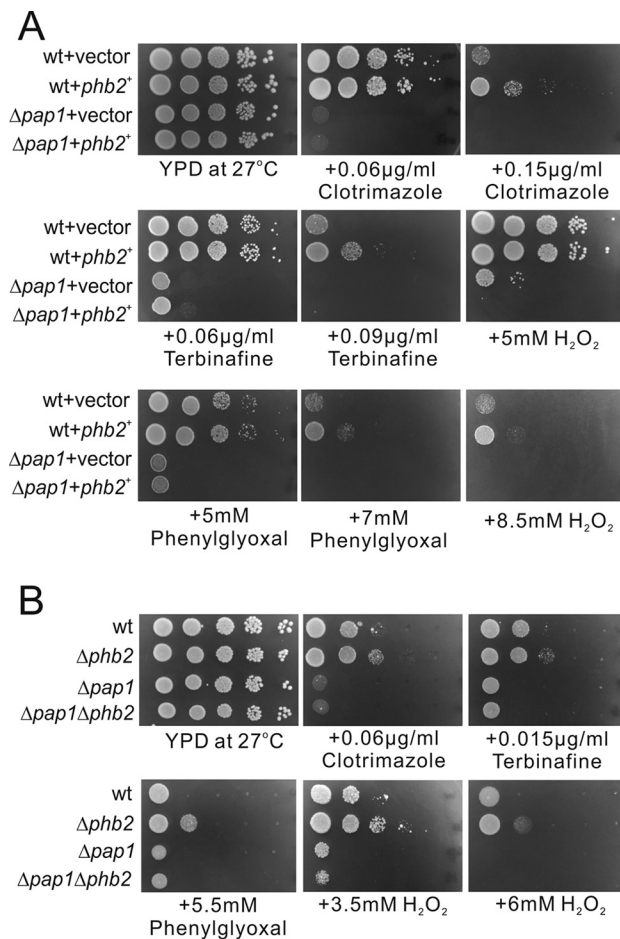 A
wt+vector
wt+phb2⁺
Δpap1+vector
Δpap1+phb2⁺
YPD at 27°C
+0.06µg/ml
Clotrimazole
+0.15µg/ml
Clotrimazole
wt+vector
wt+phb2⁺
Δpap1+vector
Δpap1+phb2⁺
+0.06µg/ml
Terbinafine
+0.09µg/ml
Terbinafine
+5mM H₂O₂
wt+vector
wt+phb2⁺
Δpap1+vector
Δpap1+phb2⁺
+5mM
Phenylglyoxal
+7mM
Phenylglyoxal
+8.5mM H₂O₂
B
wt
Δphb2
Δpap1
Δpap1Δphb2
YPD at 27°C
+0.06µg/ml
Clotrimazole
+0.015µg/ml
Terbinafine
wt
Δphb2
Δpap1
Δpap1Δphb2
+5.5mM
Phenylglyoxal
+3.5mM H₂O₂
+6mM H₂O₂